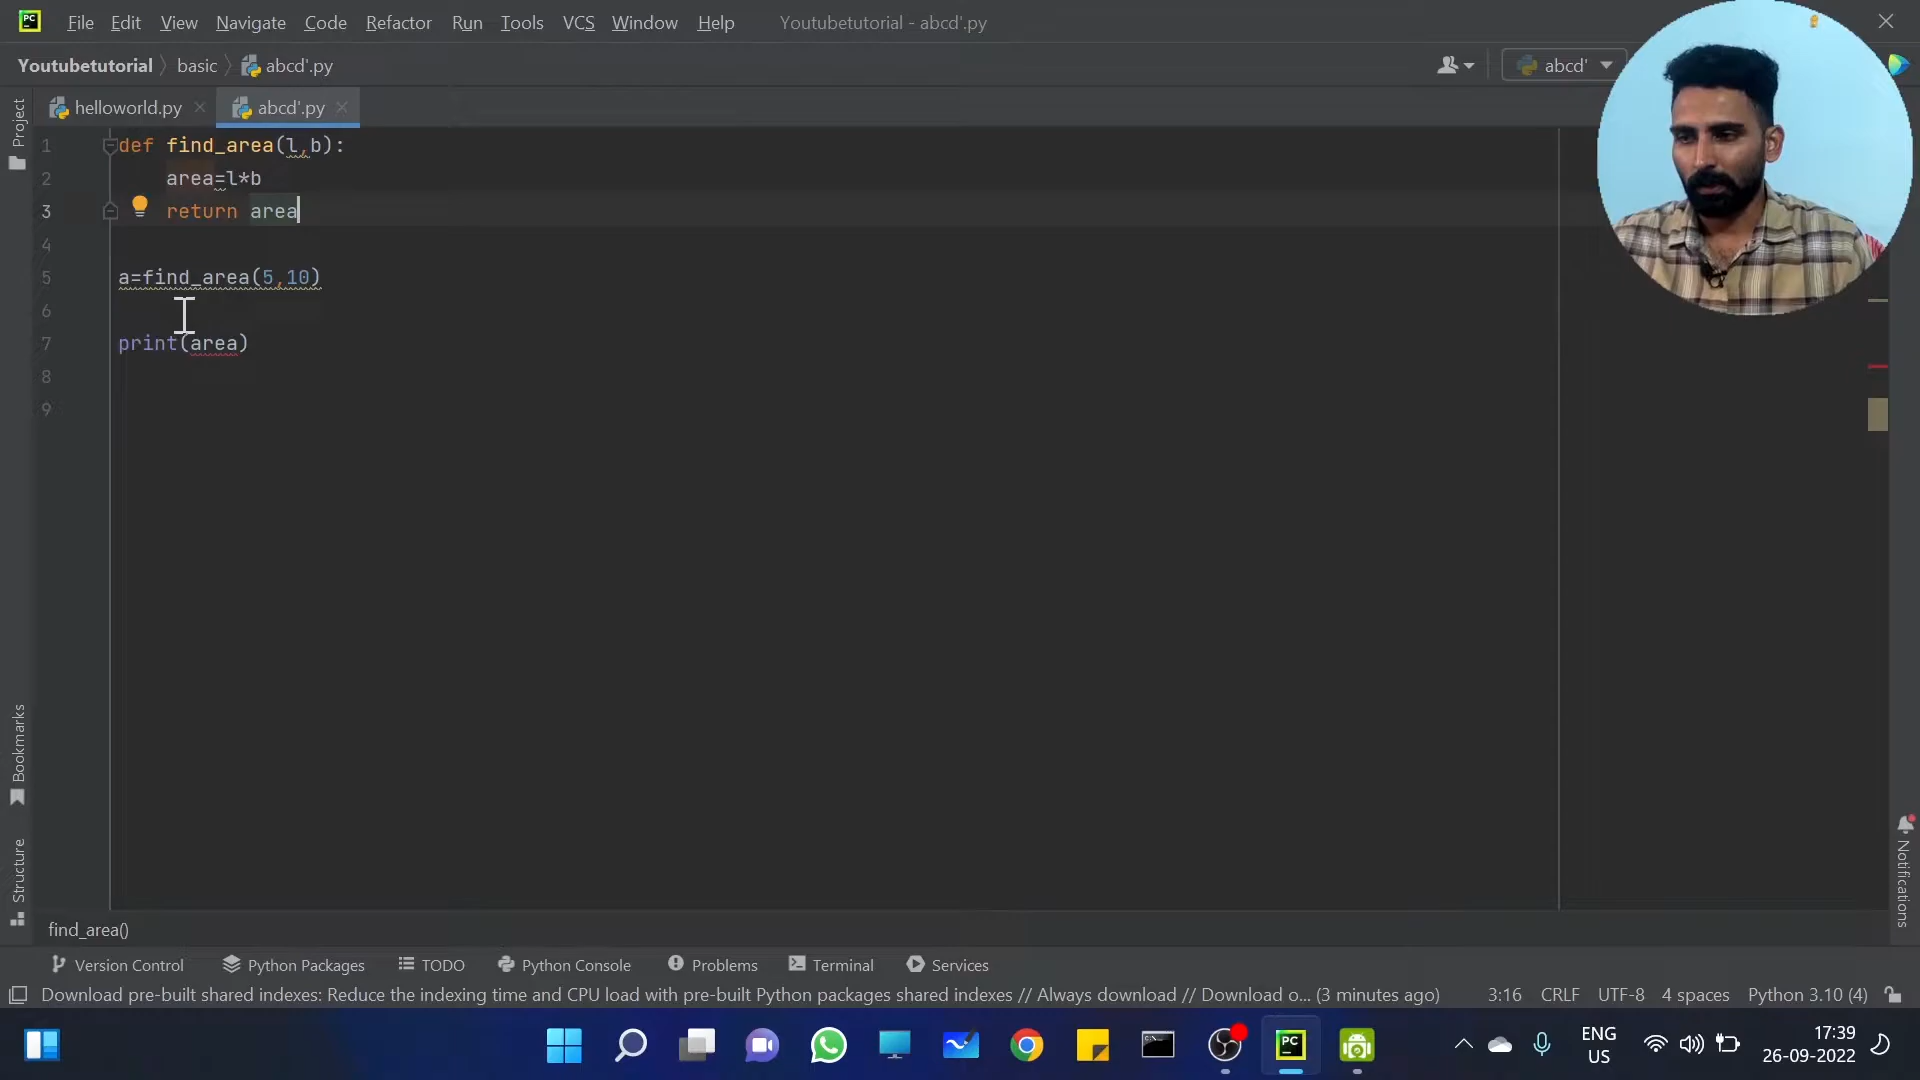 PC
File Edit View Navigate Code Refactor Run Tools VCS Window Help Youtubetutorial - abcd'.py
Youtubetutorial basic abcd'.py
abcd'
helloworld.py abcd'.py
Project
1 def find_area(l,b):
2 area=l*b
3 return area
4
5 a=find_area(5,10)
6
7 print(area)
8
9
Bookmarks
Structure
Notifications
find_area()
Version Control Python Packages TODO Python Console Problems Terminal Services
Download pre-built shared indexes: Reduce the indexing time and CPU load with pre-built Python packages shared indexes // Always download // Download o... (3 minutes ago) 3:16 CRLF UTF-8 4 spaces Python 3.10 (4)
PC
ENG
US
17:39
26-09-2022